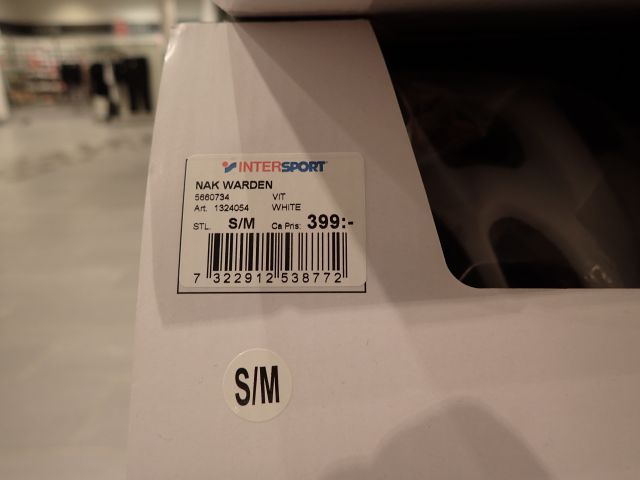 INTERSPORT
NAK WARDEN
5660734 VIT
Art. 1324054 WHITE
STL. S/M Ca Pris: 399:-
7 322912 538772
S/M